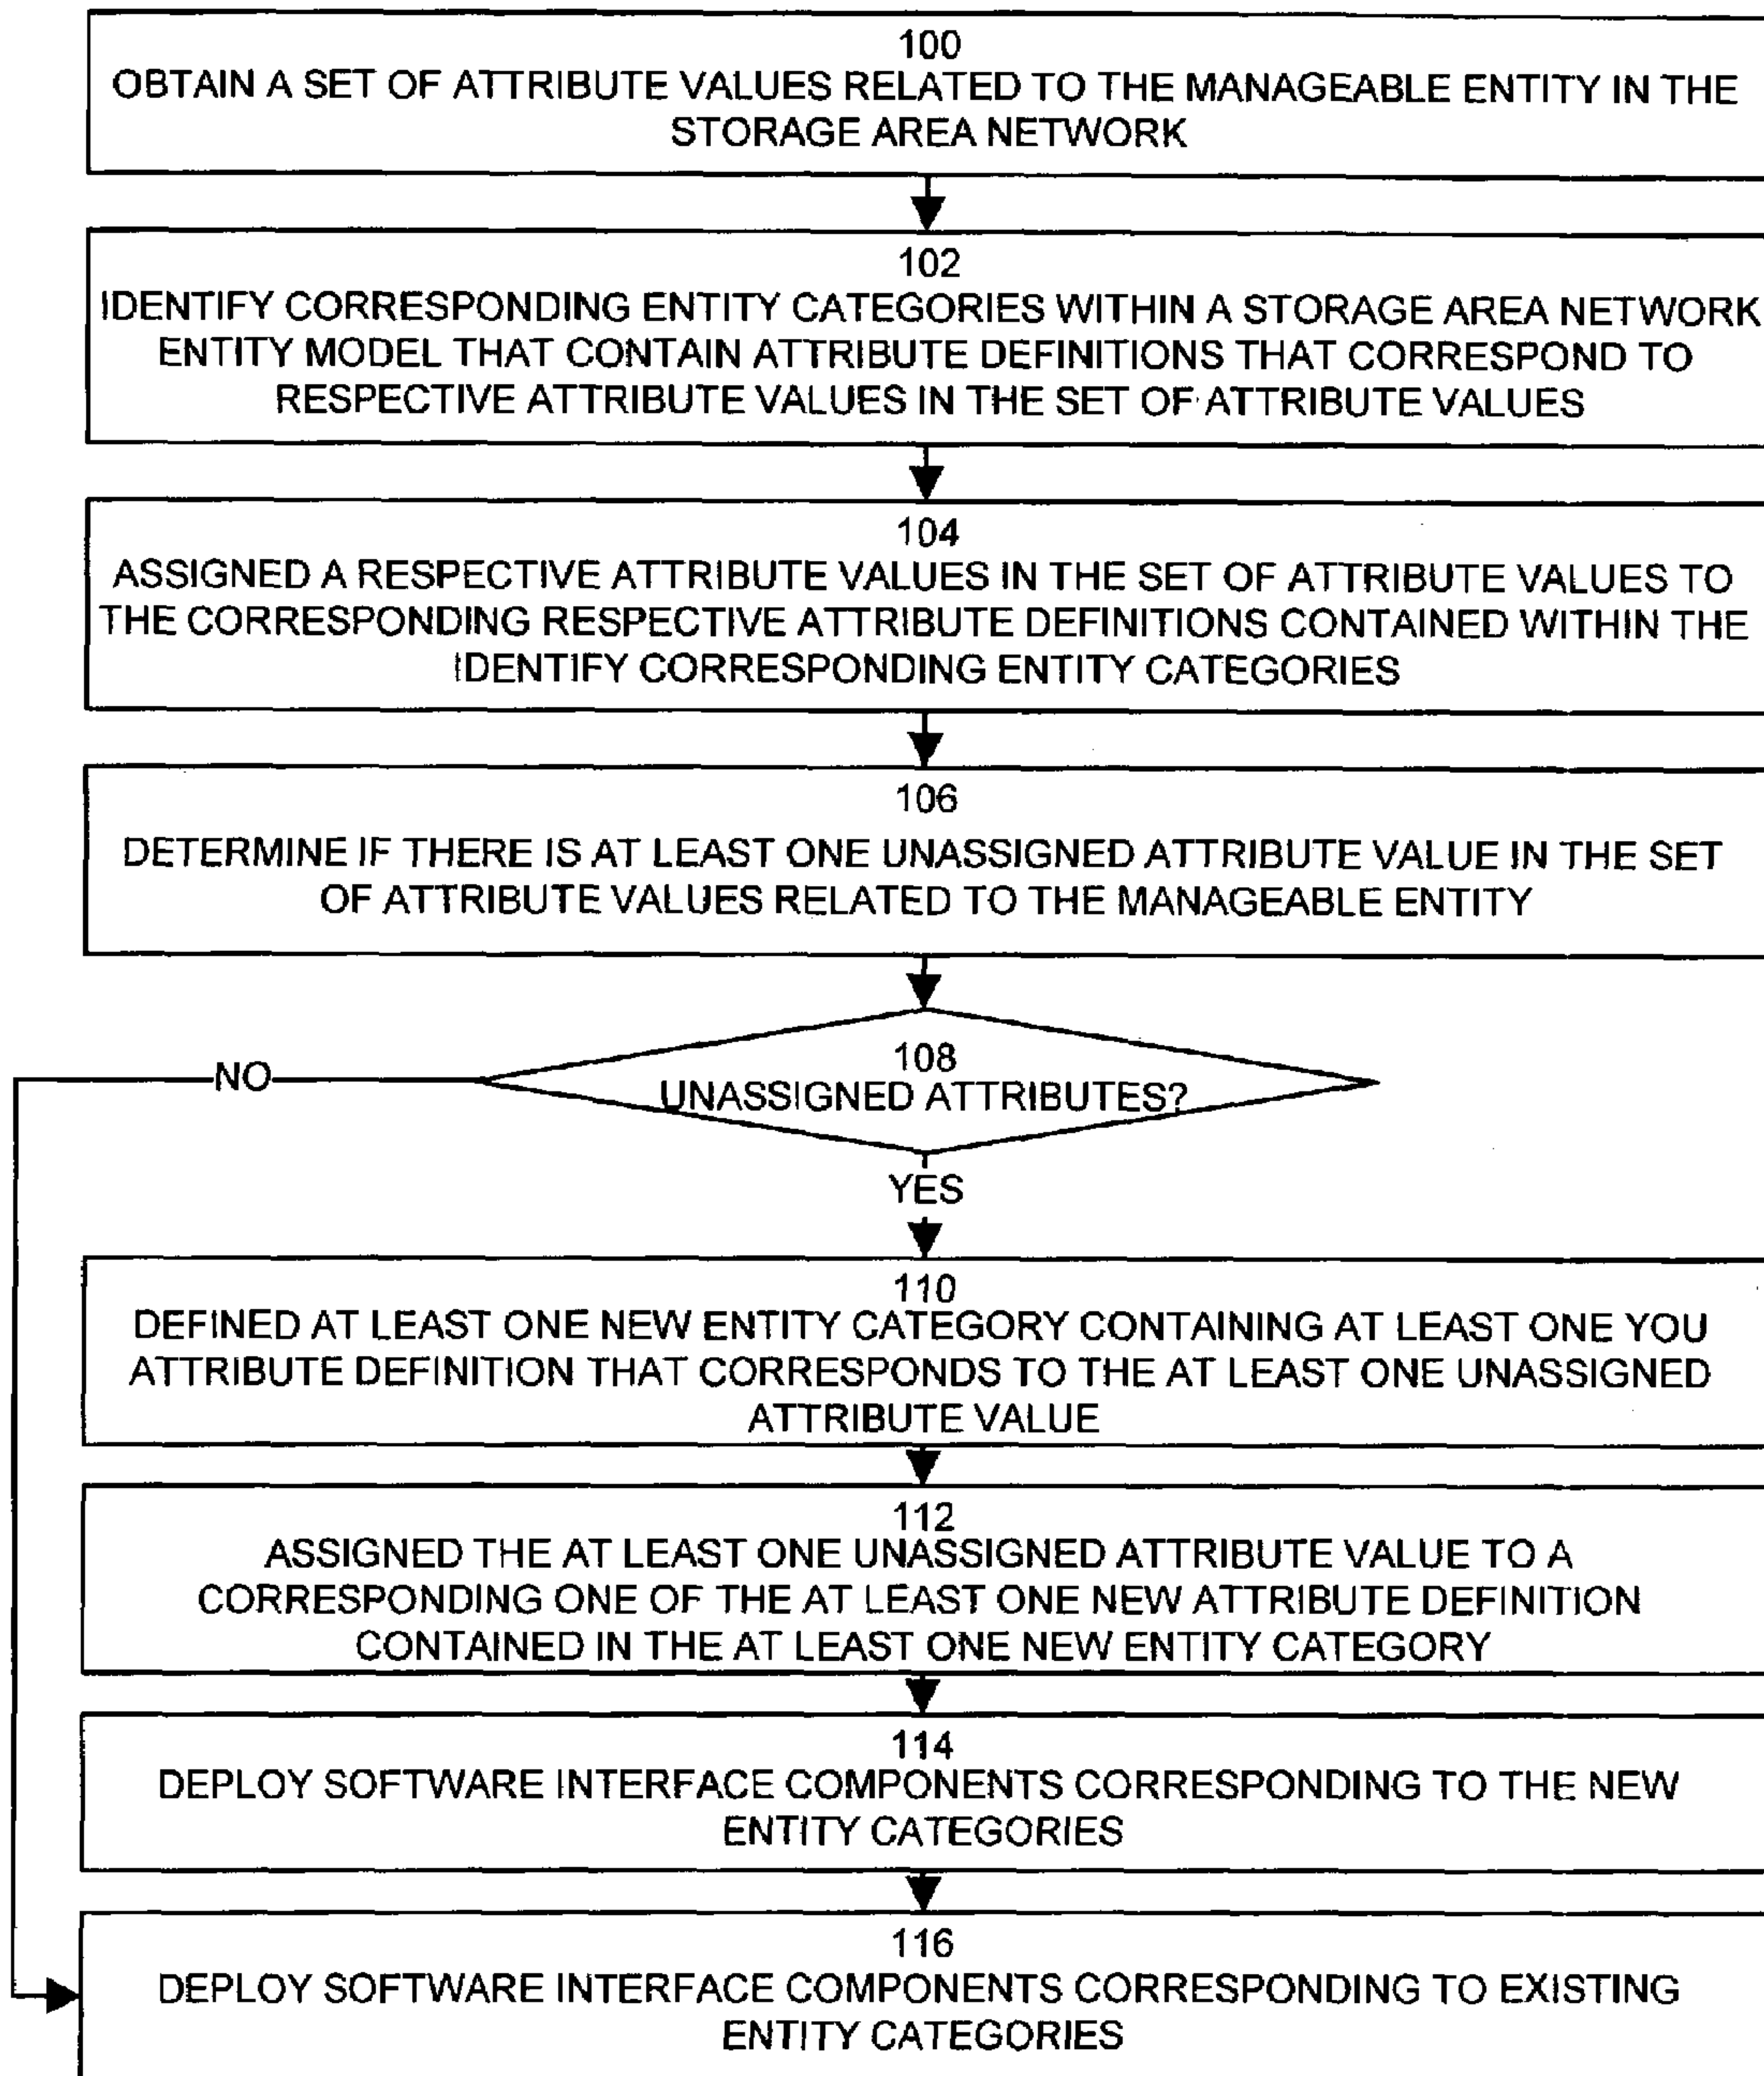 100
OBTAIN A SET OF ATTRIBUTE VALUES RELATED TO THE MANAGEABLE ENTITY IN THE
STORAGE AREA NETWORK
102
IDENTIFY CORRESPONDING ENTITY CATEGORIES WITHIN A STORAGE AREA NETWORK
ENTITY MODEL THAT CONTAIN ATTRIBUTE DEFINITIONS THAT CORRESPOND TO
RESPECTIVE ATTRIBUTE VALUES IN THE SET OF ATTRIBUTE VALUES
104
ASSIGNED A RESPECTIVE ATTRIBUTE VALUES IN THE SET OF ATTRIBUTE VALUES TO
THE CORRESPONDING RESPECTIVE ATTRIBUTE DEFINITIONS CONTAINED WITHIN THE
IDENTIFY CORRESPONDING ENTITY CATEGORIES
106
DETERMINE IF THERE IS AT LEAST ONE UNASSIGNED ATTRIBUTE VALUE IN THE SET
OF ATTRIBUTE VALUES RELATED TO THE MANAGEABLE ENTITY
108
UNASSIGNED ATTRIBUTES?
NO
YES
110
DEFINED AT LEAST ONE NEW ENTITY CATEGORY CONTAINING AT LEAST ONE YOU
ATTRIBUTE DEFINITION THAT CORRESPONDS TO THE AT LEAST ONE UNASSIGNED
ATTRIBUTE VALUE
112
ASSIGNED THE AT LEAST ONE UNASSIGNED ATTRIBUTE VALUE TO A
CORRESPONDING ONE OF THE AT LEAST ONE NEW ATTRIBUTE DEFINITION
CONTAINED IN THE AT LEAST ONE NEW ENTITY CATEGORY
114
DEPLOY SOFTWARE INTERFACE COMPONENTS CORRESPONDING TO THE NEW
ENTITY CATEGORIES
116
DEPLOY SOFTWARE INTERFACE COMPONENTS CORRESPONDING TO EXISTING
ENTITY CATEGORIES